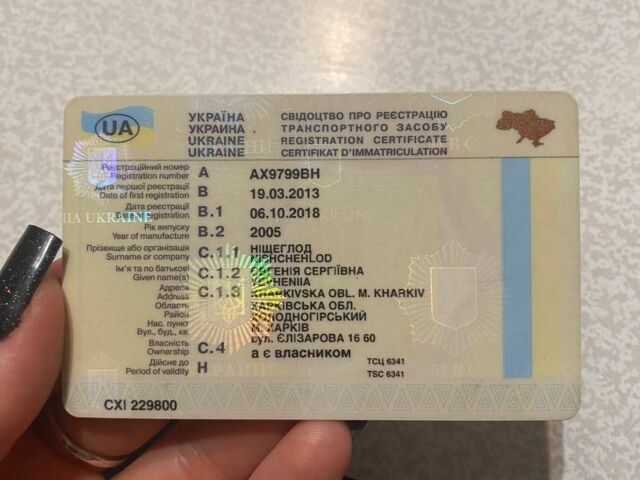 UA
УКРАЇНА СВІДОЦТВО ПРО РЕЄСТРАЦІЮ
УКРАИНА ТРАНСПОРТНОГО ЗАСОБУ
UKRAINE REGISTRATION CERTIFICATE
UKRAINE CERTIFIKAT D'IMMATRICULATION
Реєстраційний номер
Registration number A AX9799BH
Дата першої реєстрації
Date of first registration B 19.03.2013
Дата реєстрації
Date of registration B.1 06.10.2018
Рік випуску
Year of manufacture B.2 2005
Прізвище або організація C.1.1 НІЩЕГЛОД
Surname or company
Ім'я та по батькові C.1.2 СЕРГІЇВНА
Given name(s)
Адреса C.1.3 KHARKIVSKA OBL. M. KHARKIV
Address
Область ХАРКІВСЬКА ОБЛ.
Район ХОЛОДНОГІРСЬКИЙ
Нас. пункт М. ХАРКІВ
Вул., буд., кв. Вул. ЄЛІЗАРОВА 16 60
Власність
Ownership C.4 а є власником
Дійсне до ТСЦ 6341
Period of validity H TSC 6341
CXI 229800